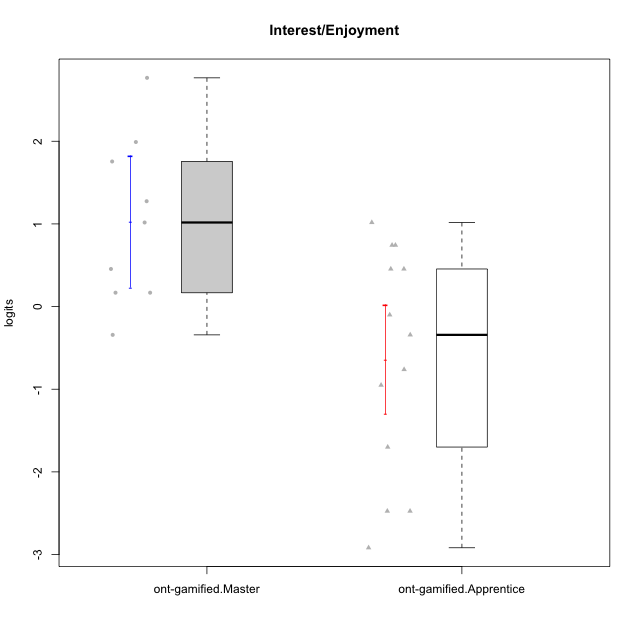 Interest/Enjoyment
logits
2
1
0
-1
-2
-3
ont-gamified.Master
ont-gamified.Apprentice